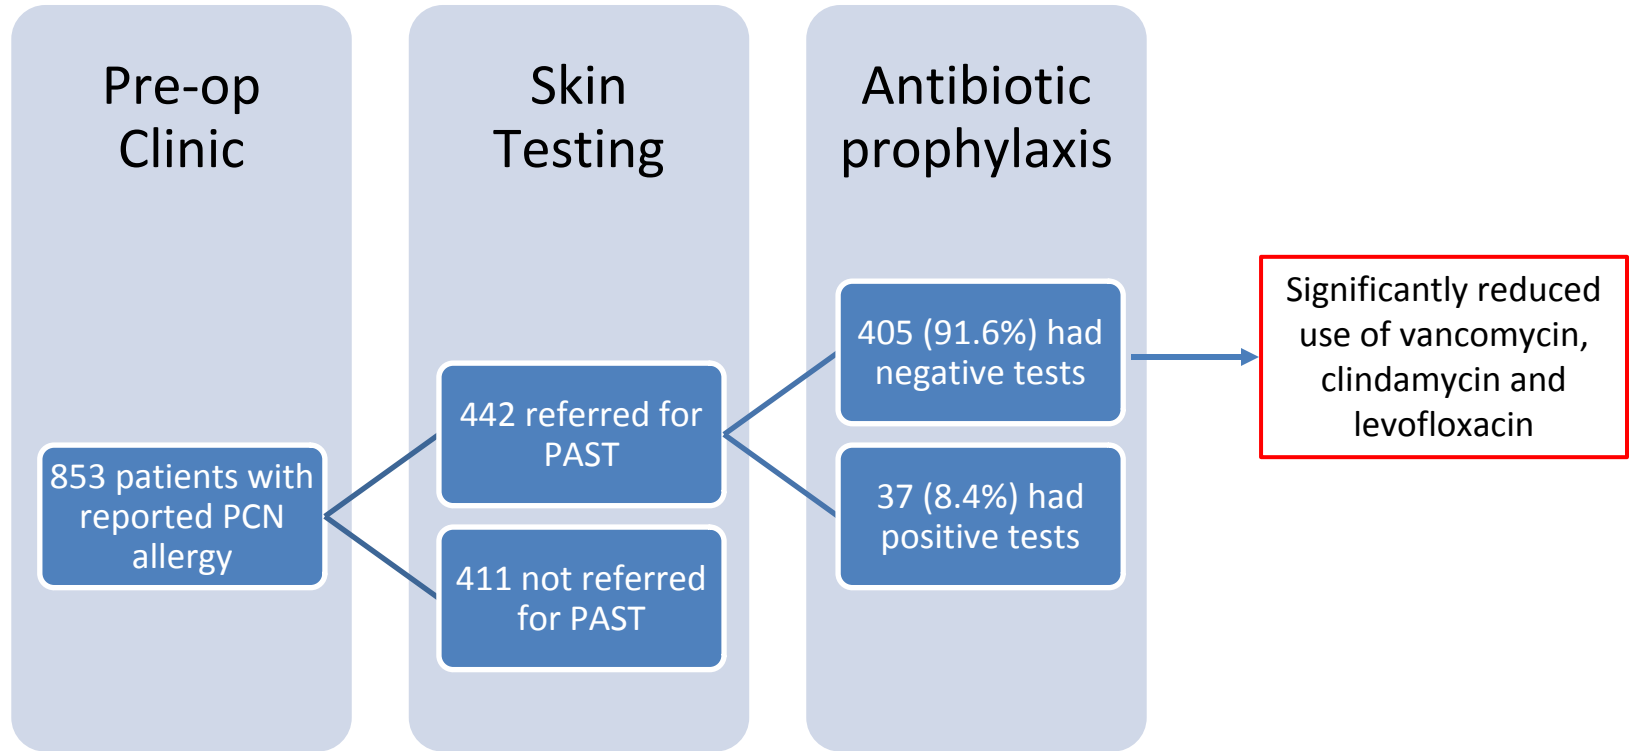 Pre-op
Clinic
Skin
Testing
Antibiotic
prophylaxis
853 patients with
reported PCN
allergy
442 referred for
PAST
411 not referred
for PAST
405 (91.6%) had
negative tests
37 (8.4%) had
positive tests
Significantly reduced
use of vancomycin,
clindamycin and
levofloxacin